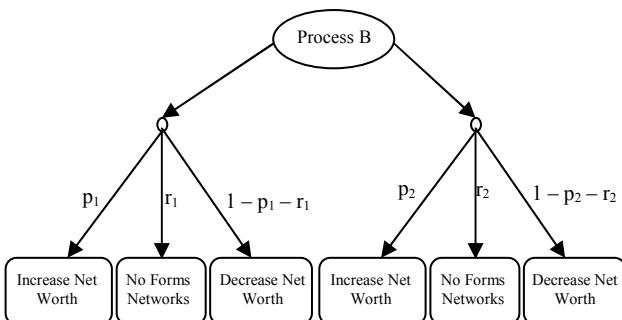 Process B
p₁
r₁
1 – p₁ – r₁
p₂
r₂
1 – p₂ – r₂
Increase Net
Worth
No Forms
Networks
Decrease Net
Worth
Increase Net
Worth
No Forms
Networks
Decrease Net
Worth